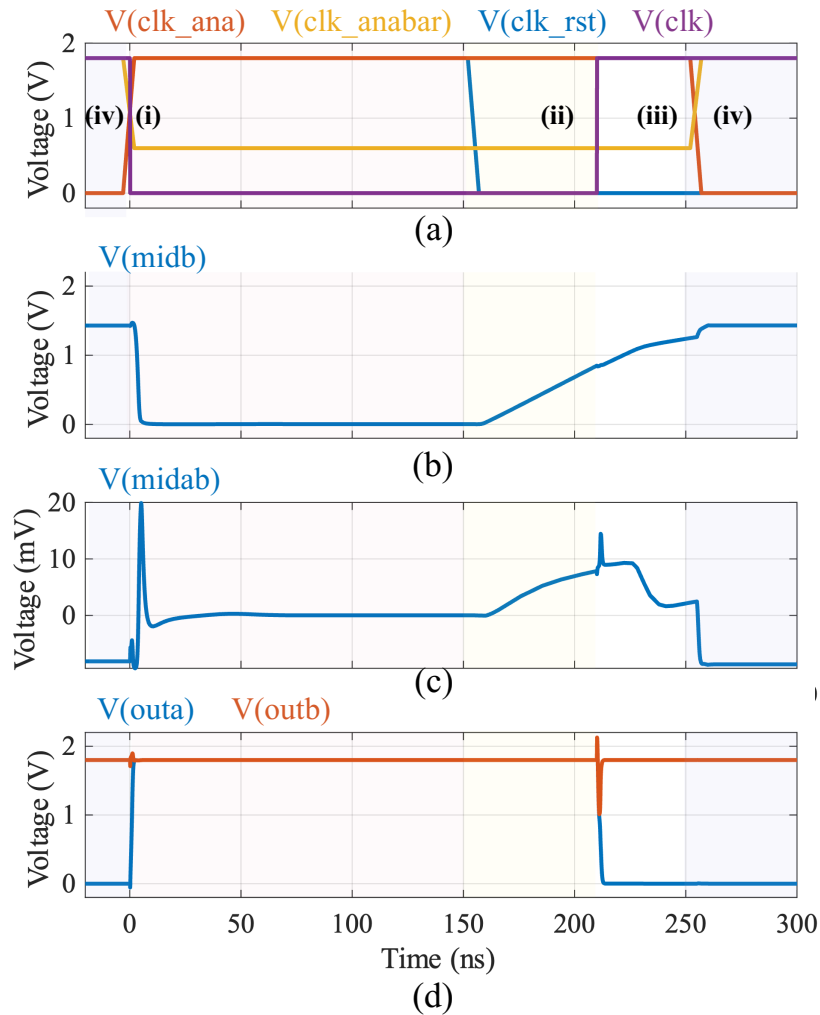 V(clk_ana) V(clk_anabar) V(clk_rst) V(clk)
Voltage (V)
2
1
0
(iv) (i) (ii) (iii) (iv)
(a)
V(midb)
Voltage (V)
2
1
0
(b)
V(midab)
Voltage (mV)
20
10
0
(c)
)
V(outa) V(outb)
Voltage (V)
2
1
0
0 50 100 150 200 250 300
Time (ns)
(d)